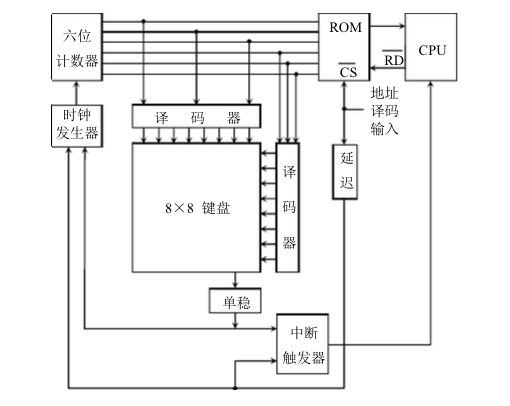 六位
计数器
ROM
CS
RD
CPU
时钟
发生器
地址
译码
输入
译 码 器
延
迟
8×8 键盘
译
码
器
单稳
中断
触发器